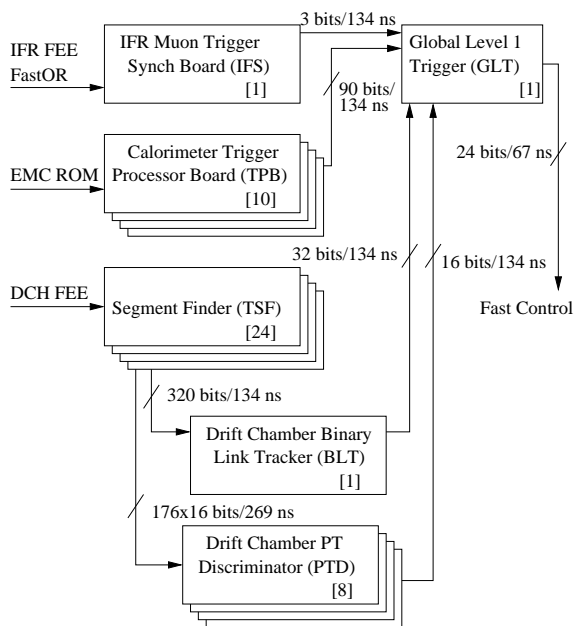 3 bits/134 ns
IFR FEE
FastOR
IFR Muon Trigger
Synch Board (IFS)
[1]
Global Level 1
Trigger (GLT)
[1]
90 bits/
134 ns
24 bits/67 ns
EMC ROM
Calorimeter Trigger
Processor Board (TPB)
[10]
32 bits/134 ns
16 bits/134 ns
DCH FEE
Segment Finder (TSF)
[24]
Fast Control
320 bits/134 ns
Drift Chamber Binary
Link Tracker (BLT)
[1]
176x16 bits/269 ns
Drift Chamber PT
Discriminator (PTD)
[8]